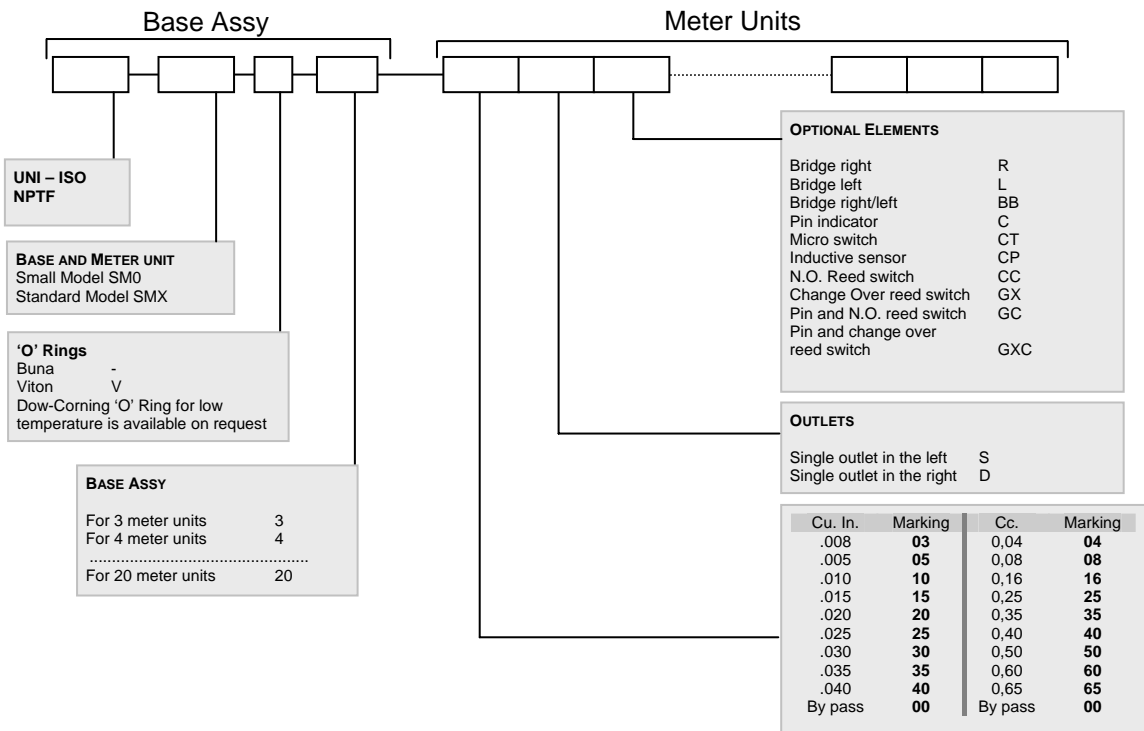 Base Assy
Meter Units
UNI – ISO
NPTF
BASE AND METER UNIT
Small Model SM0
Standard Model SMX
'O' Rings
Buna -
Viton V
Dow-Corning 'O' Ring for low
temperature is available on request
BASE ASSY
For 3 meter units 3
For 4 meter units 4
................................................
For 20 meter units 20
OPTIONAL ELEMENTS
Bridge right R
Bridge left L
Bridge right/left BB
Pin indicator C
Micro switch CT
Inductive sensor CP
N.O. Reed switch CC
Change Over reed switch GX
Pin and N.O. reed switch GC
Pin and change over
reed switch GXC
OUTLETS
Single outlet in the left S
Single outlet in the right D
Cu. In. Marking Cc. Marking
.008 03 0,04 04
.005 05 0,08 08
.010 10 0,16 16
.015 15 0,25 25
.020 20 0,35 35
.025 25 0,40 40
.030 30 0,50 50
.035 35 0,60 60
.040 40 0,65 65
By pass 00 By pass 00